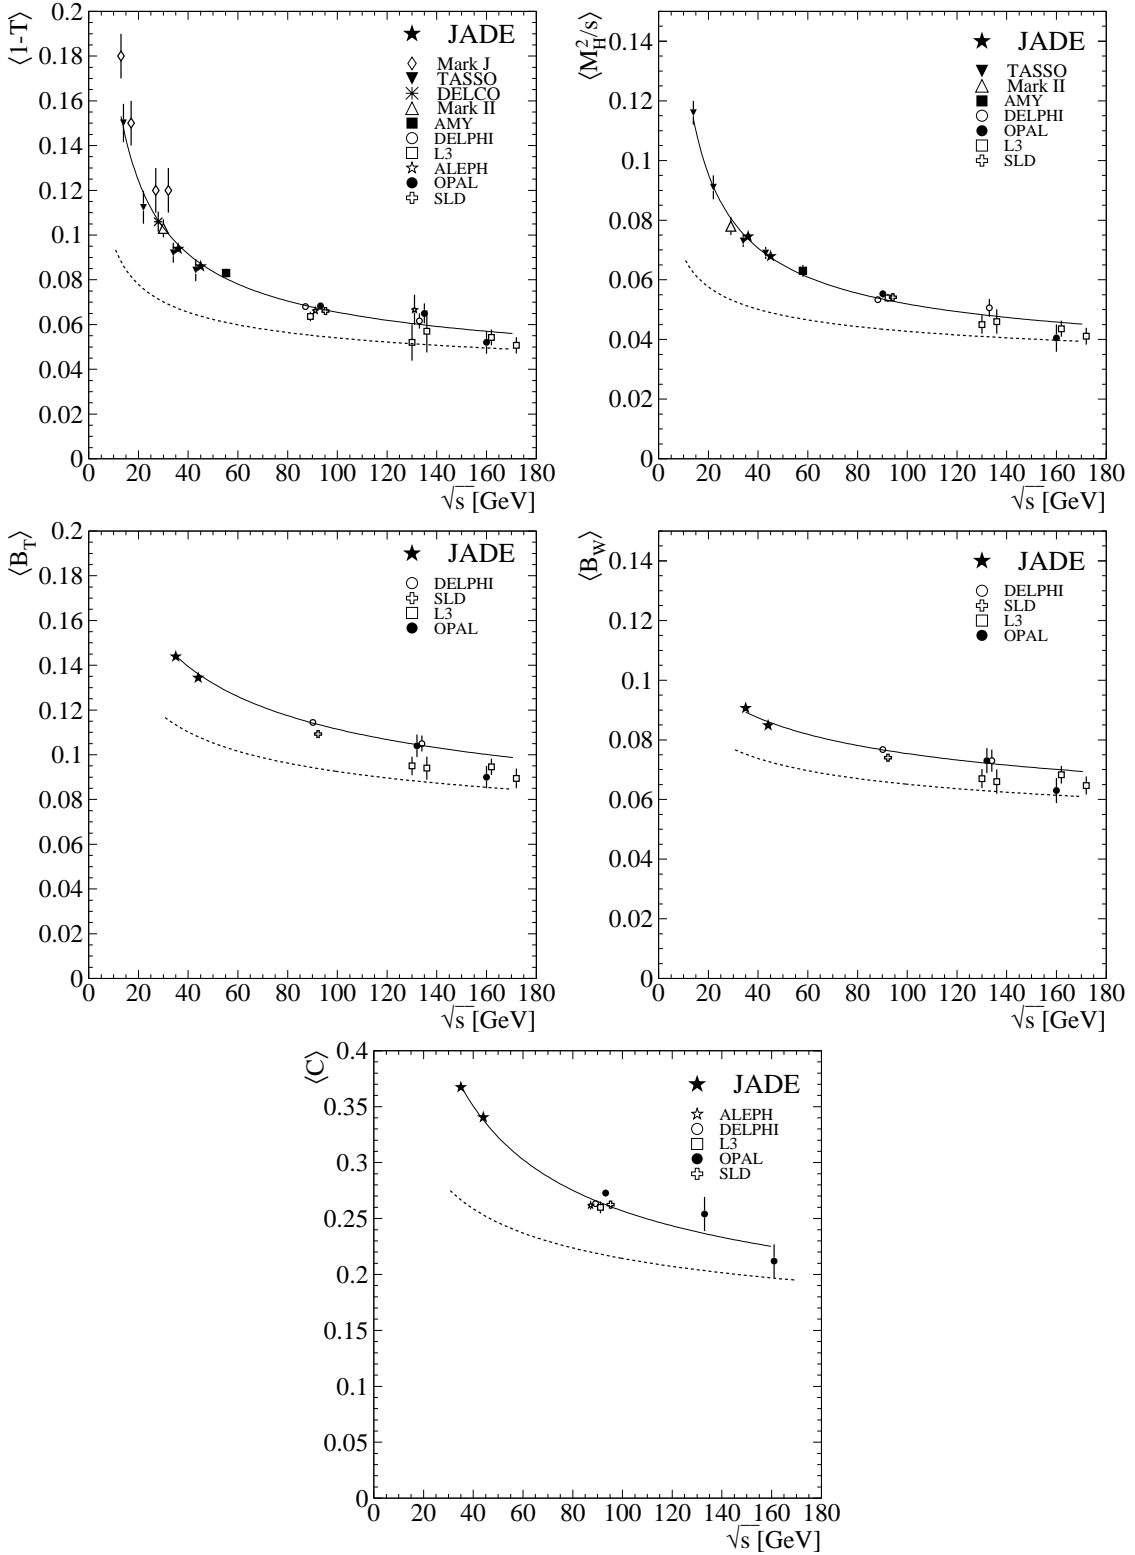 ⟨1-T⟩
0.2
0.18
0.16
0.14
0.12
0.1
0.08
0.06
0.04
0.02
0
0 20 40 60 80 100 120 140 160 180
√s [GeV]
JADE
Mark J
TASSO
DELCO
Mark II
AMY
DELPHI
L3
ALEPH
OPAL
SLD
⟨M_H^2/s⟩
0.14
0.12
0.1
0.08
0.06
0.04
0.02
0
0 20 40 60 80 100 120 140 160 180
√s [GeV]
JADE
TASSO
Mark II
AMY
DELPHI
OPAL
L3
SLD
⟨B_T⟩
0.2
0.18
0.16
0.14
0.12
0.1
0.08
0.06
0.04
0.02
0
0 20 40 60 80 100 120 140 160 180
√s [GeV]
JADE
DELPHI
SLD
L3
OPAL
⟨B_W⟩
0.14
0.12
0.1
0.08
0.06
0.04
0.02
0
0 20 40 60 80 100 120 140 160 180
√s [GeV]
JADE
DELPHI
SLD
L3
OPAL
⟨C⟩
0.4
0.35
0.3
0.25
0.2
0.15
0.1
0.05
0
0 20 40 60 80 100 120 140 160 180
√s [GeV]
JADE
ALEPH
DELPHI
L3
OPAL
SLD